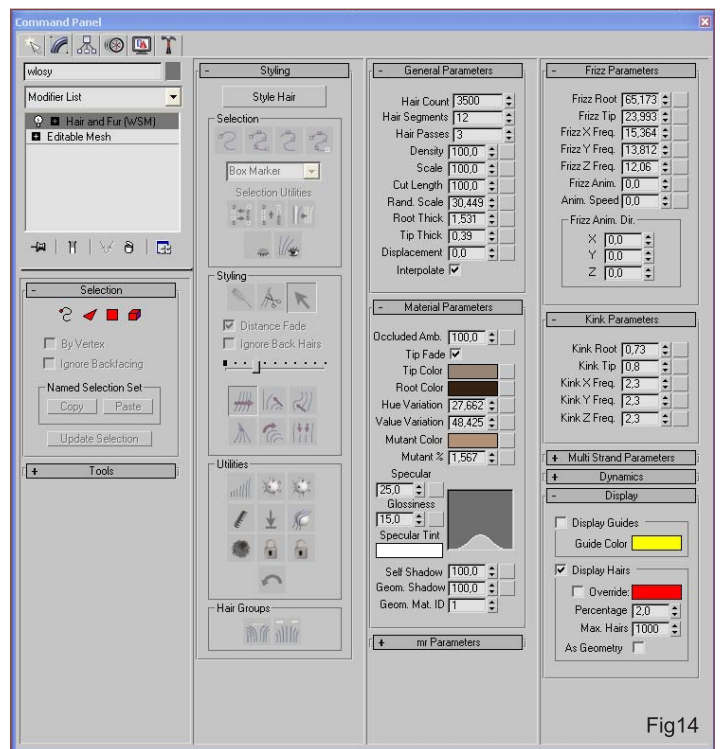 Command Panel
wlosy
Modifier List
Hair and Fur (WSM)
Editable Mesh
- Selection
By Vertex
Ignore Backfacing
Named Selection Set
Copy Paste
Update Selection
+ Tools
- Styling
Style Hair
Selection
Box Marker
Selection Utilities
Styling
Distance Fade
Ignore Back Hairs
Utilities
Hair Groups
- General Parameters
Hair Count 3500
Hair Segments 12
Hair Passes 3
Density 100,0
Scale 100,0
Cut Length 100,0
Rand. Scale 30,449
Root Thick 1,531
Tip Thick 0,39
Displacement 0,0
Interpolate
- Material Parameters
Occluded Amb. 100,0
Tip Fade
Tip Color
Root Color
Hue Variation 27,662
Value Variation 48,425
Mutant Color
Mutant % 1,567
Specular
25,0
Glossiness
15,0
Specular Tint
Self Shadow 100,0
Geom. Shadow 100,0
Geom. Mat. ID 1
+ mr Parameters
- Frizz Parameters
Frizz Root 65,173
Frizz Tip 23,993
Frizz X Freq. 15,364
Frizz Y Freq. 13,812
Frizz Z Freq. 12,06
Frizz Anim. 0,0
Anim. Speed 0,0
Frizz Anim. Dir.
X 0,0
Y 0,0
Z 0,0
- Kink Parameters
Kink Root 0,73
Kink Tip 0,8
Kink X Freq. 2,3
Kink Y Freq. 2,3
Kink Z Freq. 2,3
+ Multi Strand Parameters
+ Dynamics
- Display
Display Guides
Guide Color
Display Hairs
Override:
Percentage 2,0
Max. Hairs 1000
As Geometry
Fig14